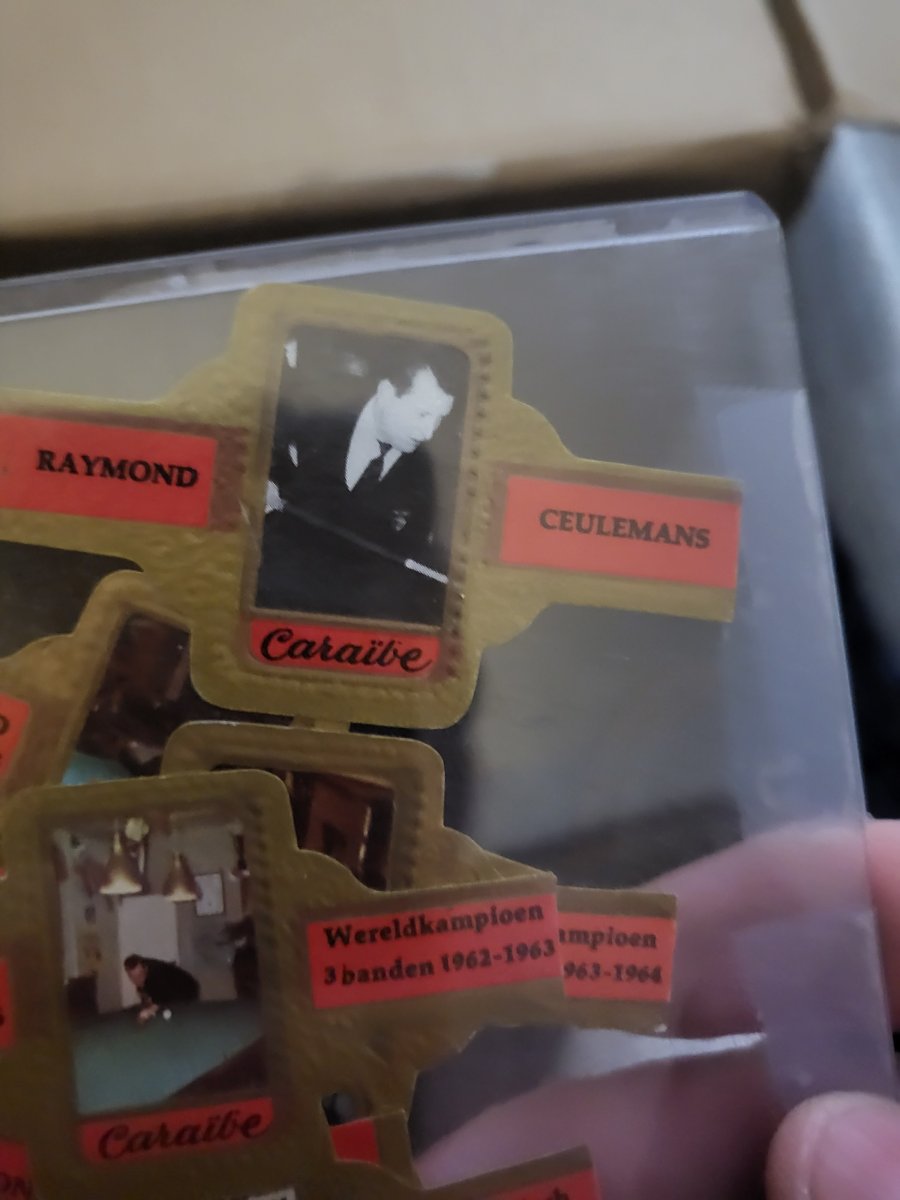 RAYMOND
CEULEMANS
Caraïbe
Wereldkampioen
3 banden 1962-1963
ampioen
963-1964
Caraïbe